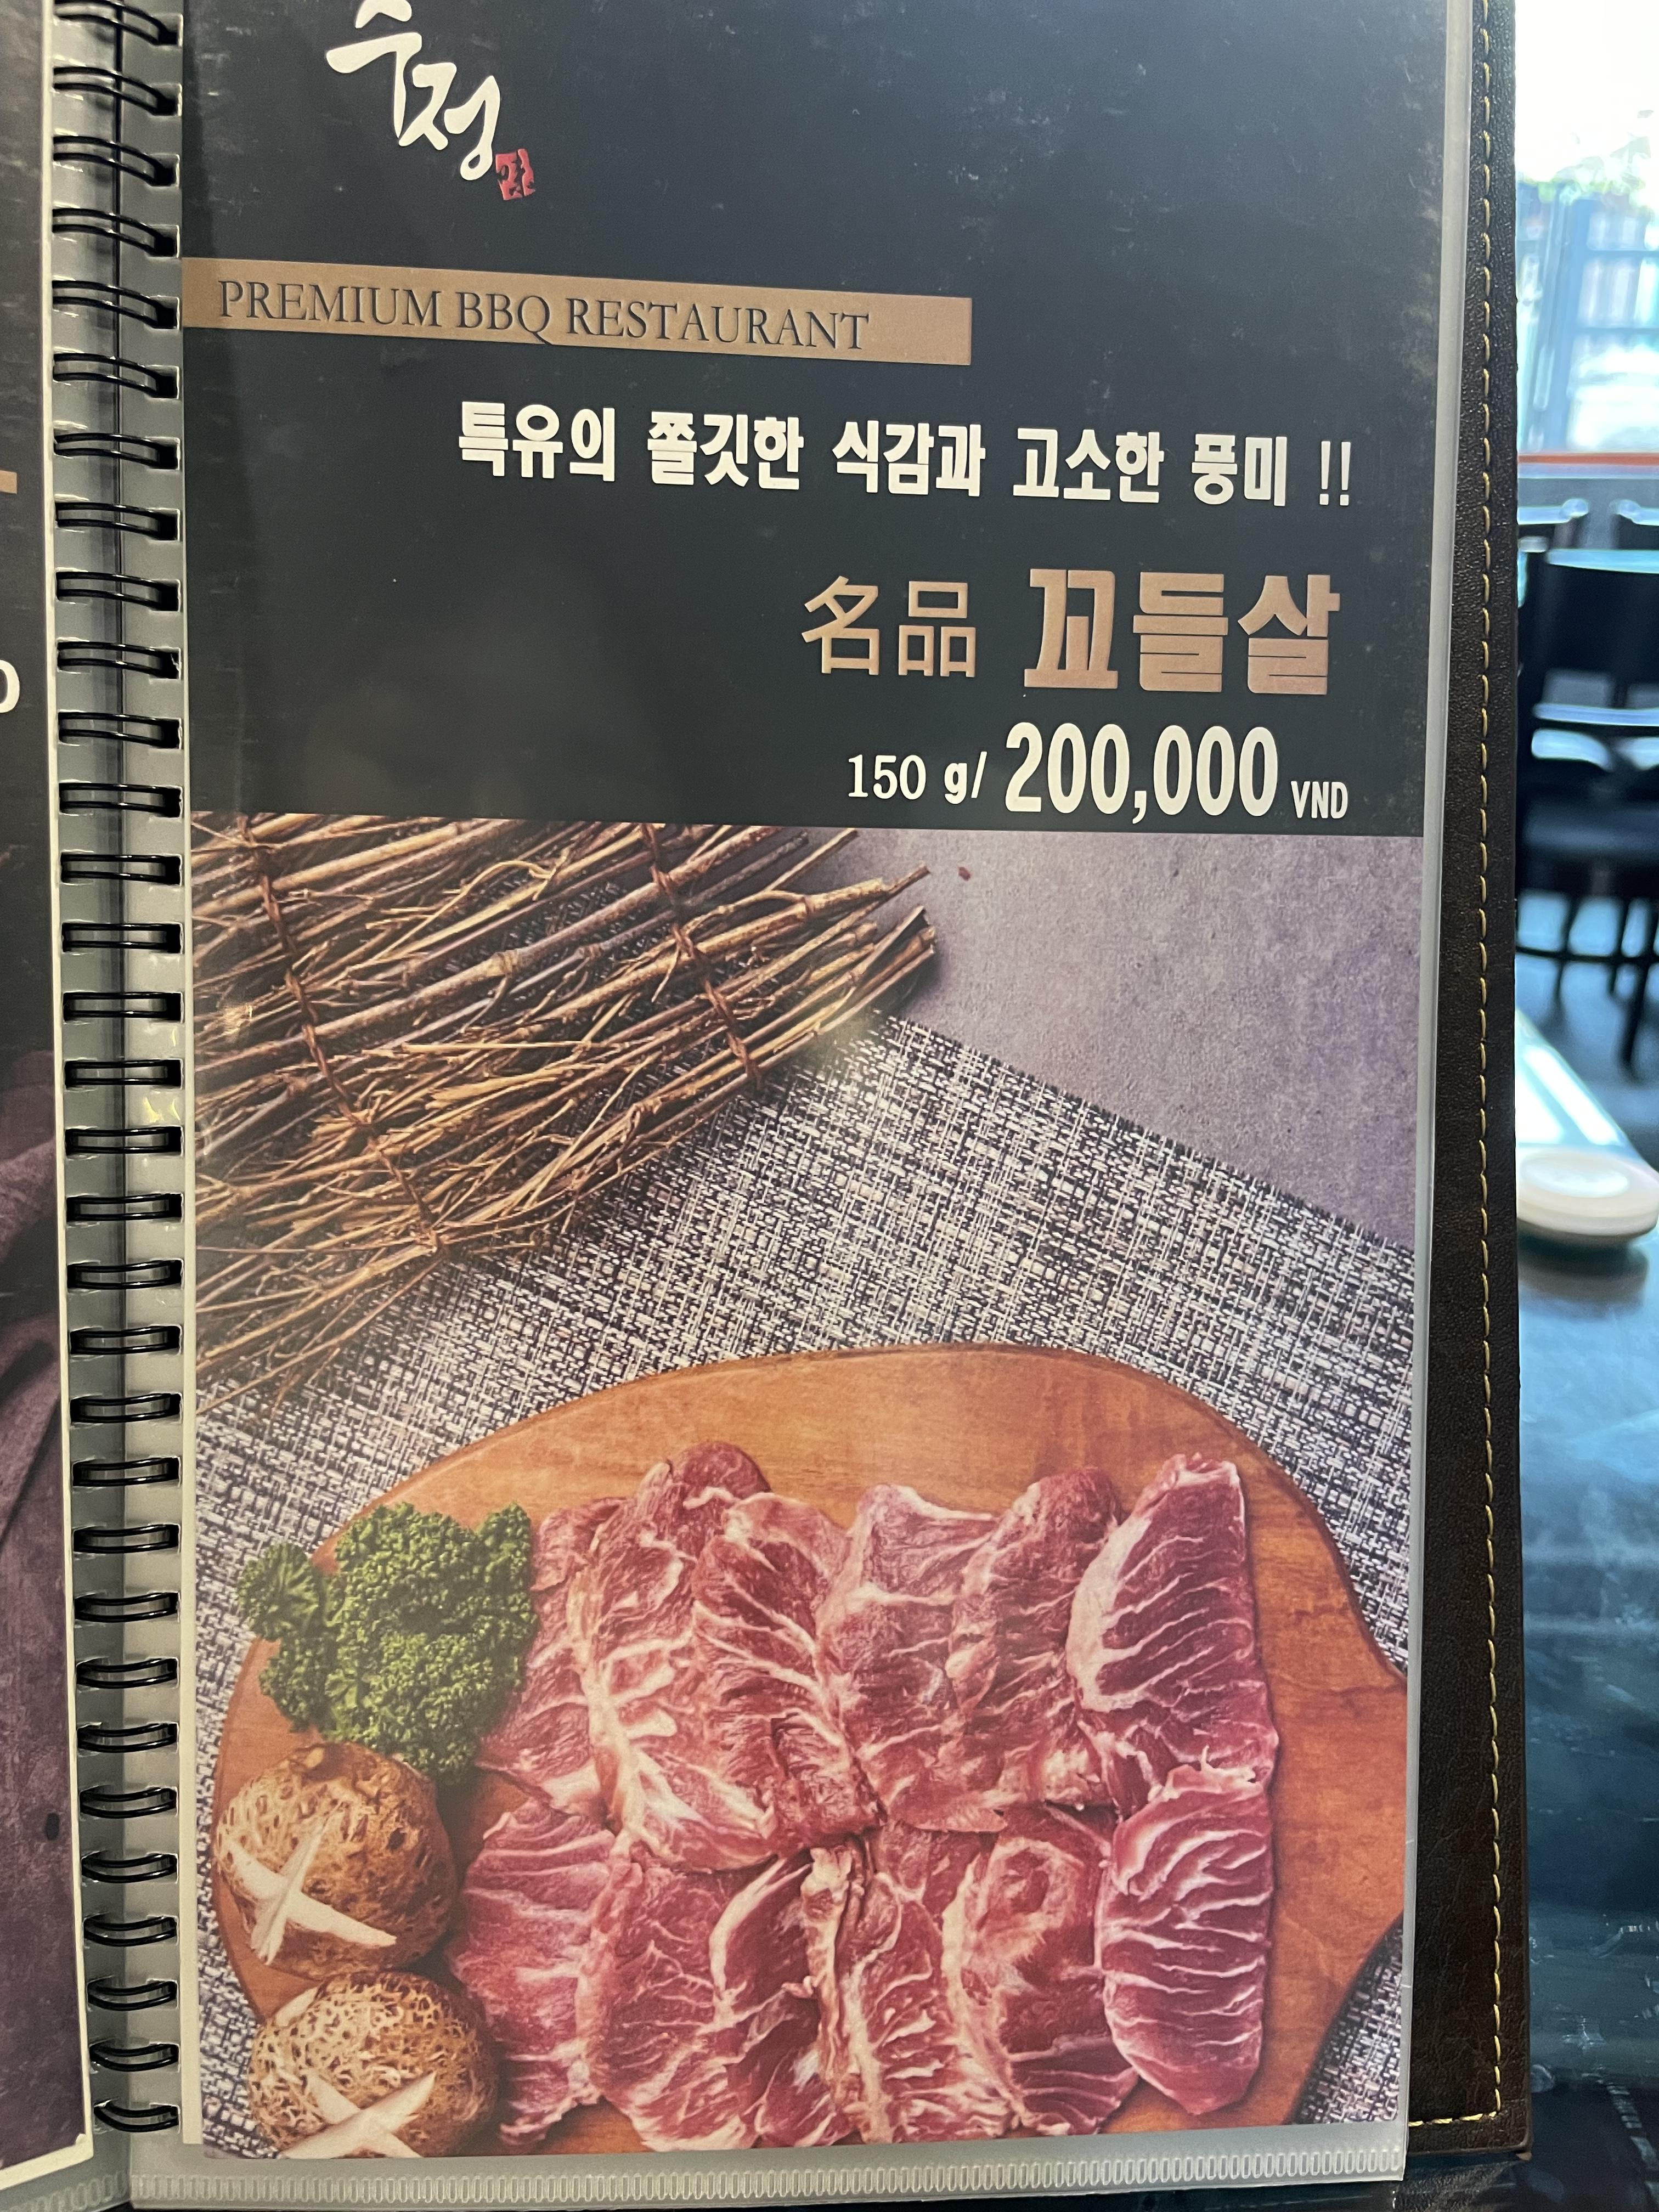 추정
PREMIUM BBQ RESTAURANT
특유의 쫄깃한 식감과 고소한 풍미 !!
名品 꼬들살
150 g/ 200,000 VND